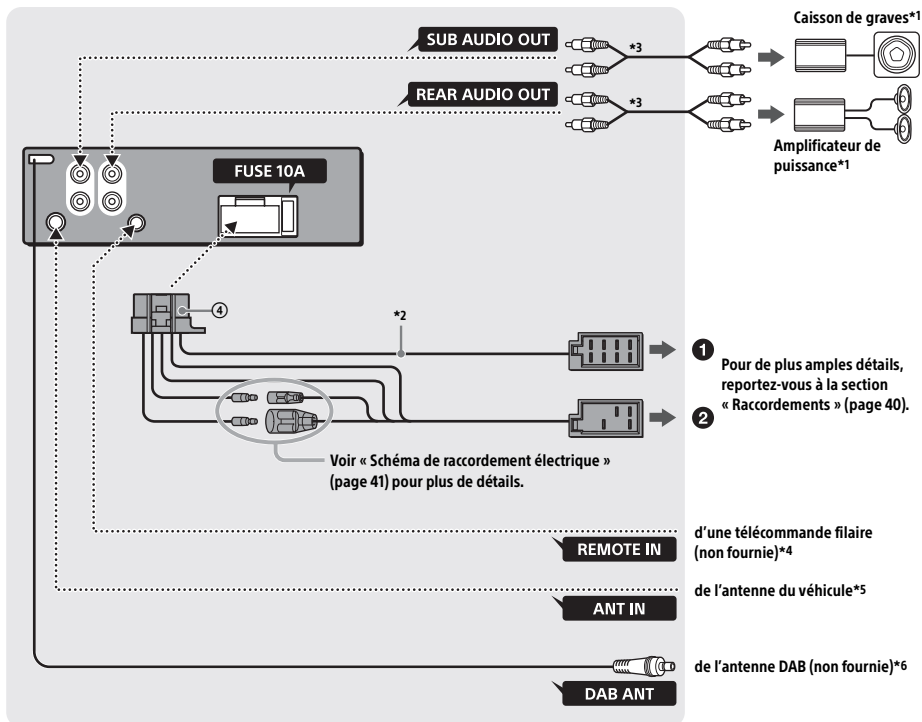 Caisson de graves*1
SUB AUDIO OUT
*3
REAR AUDIO OUT
*3
Amplificateur de
puissance*1
FUSE 10A
④
*2
❶
Pour de plus amples détails,
reportez-vous à la section
« Raccordements » (page 40).
❷
Voir « Schéma de raccordement électrique »
(page 41) pour plus de détails.
d’une télécommande filaire
(non fournie)*4
REMOTE IN
de l’antenne du véhicule*5
ANT IN
de l’antenne DAB (non fournie)*6
DAB ANT